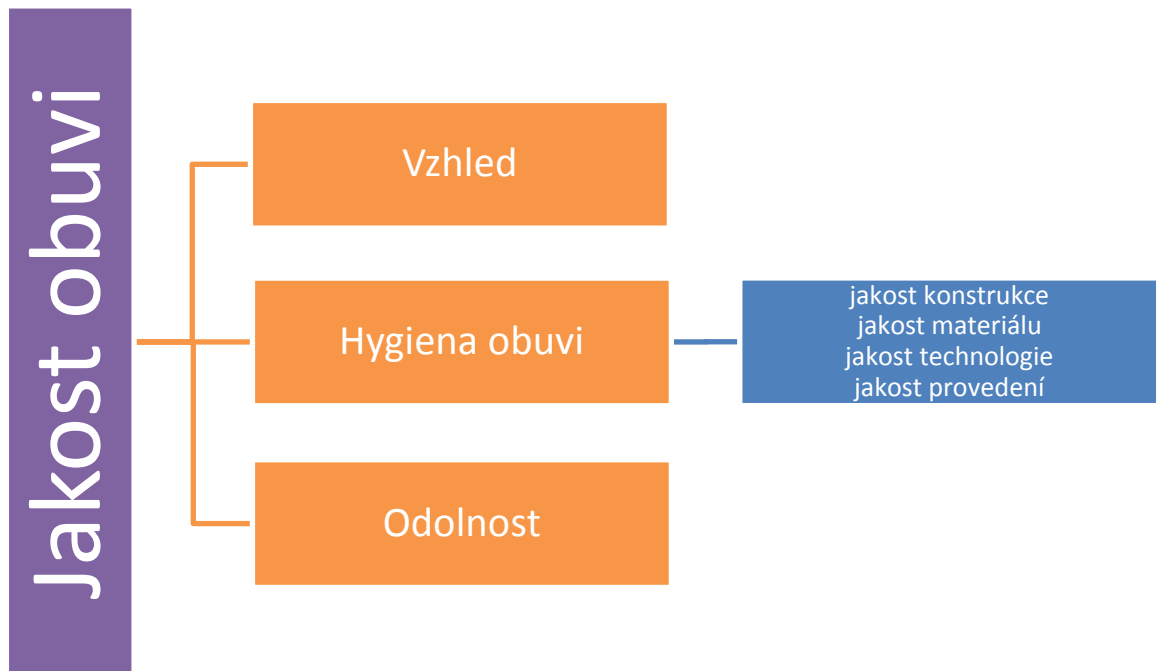 Jakost obuvi
Vzhled
Hygiena obuvi
jakost konstrukce
jakost materiálu
jakost technologie
jakost provedení
Odolnost